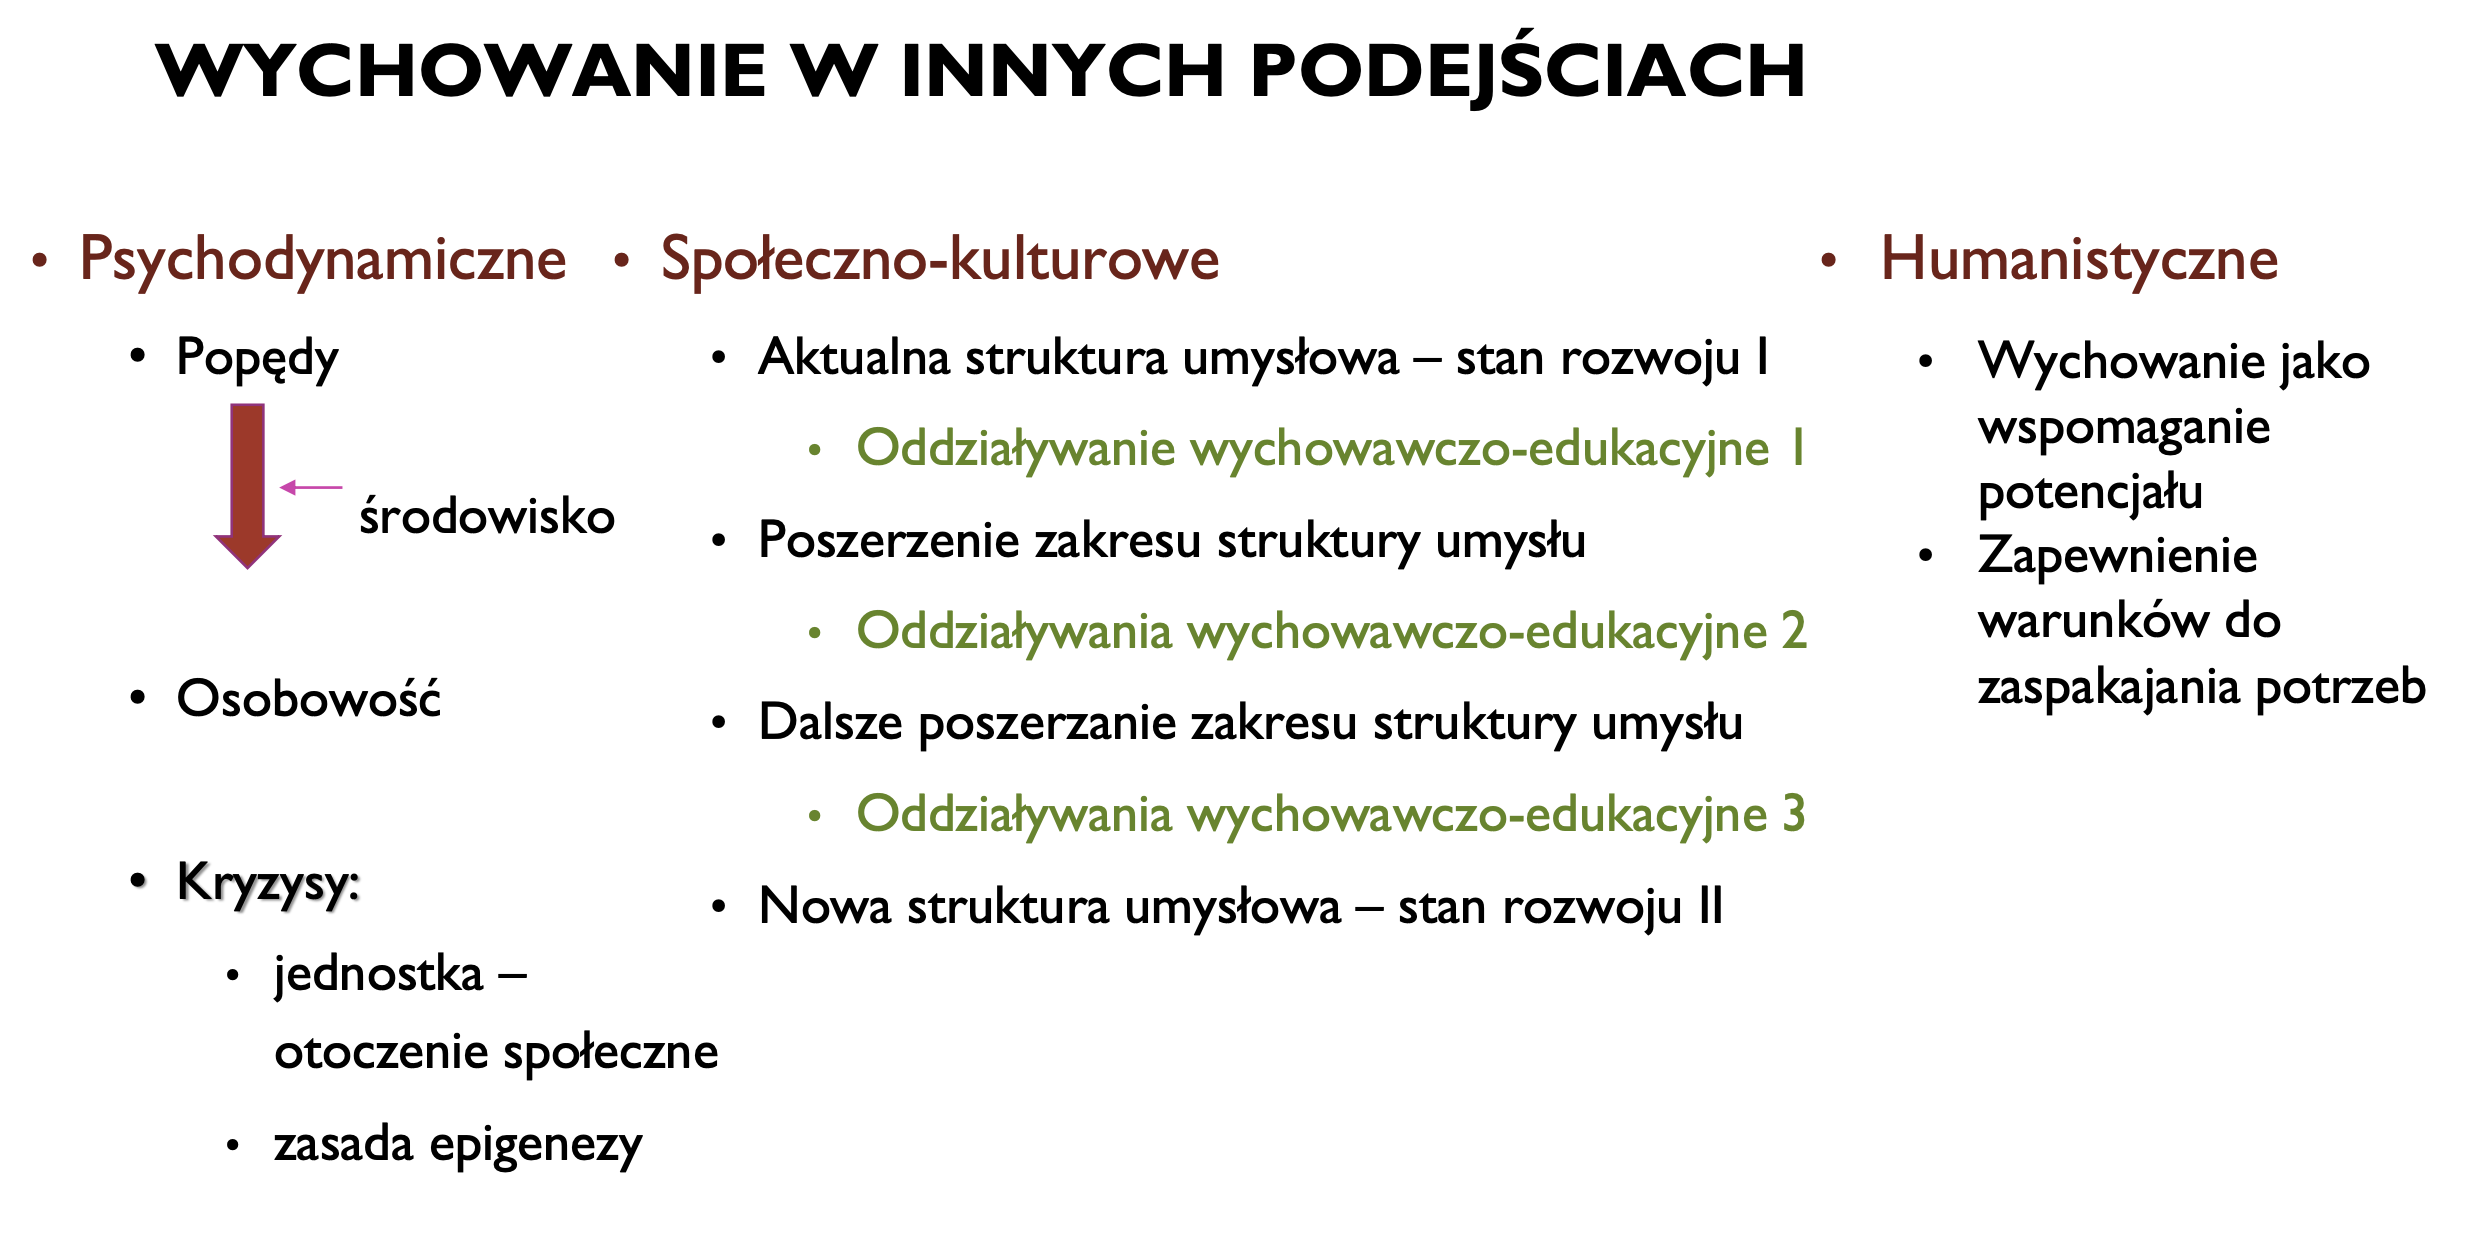 WYCHOWANIE W INNYCH PODEJŚCIACH
• Psychodynamiczne
• Popędy
środowisko
• Osobowość
• Kryzysy:
• jednostka –
otoczenie społeczne
• zasada epigenezy
• Społeczno-kulturowe
• Aktualna struktura umysłowa – stan rozwoju I
• Oddziaływanie wychowawczo-edukacyjne 1
• Poszerzenie zakresu struktury umysłu
• Oddziaływania wychowawczo-edukacyjne 2
• Dalsze poszerzanie zakresu struktury umysłu
• Oddziaływania wychowawczo-edukacyjne 3
• Nowa struktura umysłowa – stan rozwoju II
• Humanistyczne
• Wychowanie jako
wspomaganie
potencjału
• Zapewnienie
warunków do
zaspakajania potrzeb